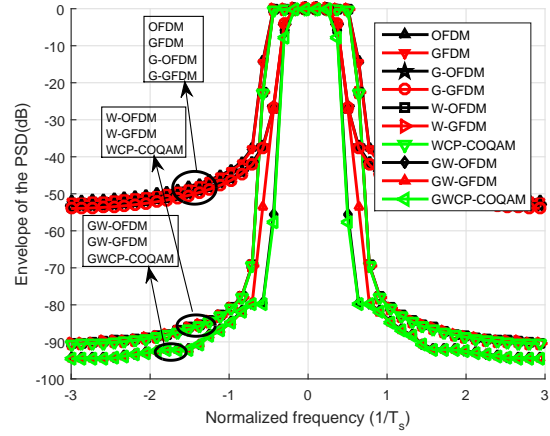 Envelope of the PSD(dB)
0
-10
-20
-30
-40
-50
-60
-70
-80
-90
-100
-3
-2
-1
0
1
2
3
Normalized frequency (1/Ts)
OFDM
GFDM
G-OFDM
G-GFDM
W-OFDM
W-GFDM
WCP-COQAM
GW-OFDM
GW-GFDM
GWCP-COQAM
OFDM
GFDM
G-OFDM
G-GFDM
W-OFDM
W-GFDM
WCP-COQAM
GW-OFDM
GW-GFDM
GWCP-COQAM